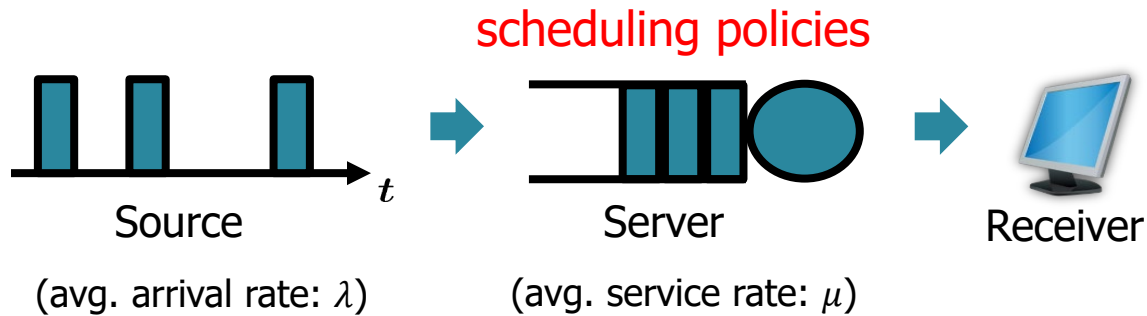 scheduling policies
t
Source
Server
Receiver
(avg. arrival rate: λ)
(avg. service rate: μ)